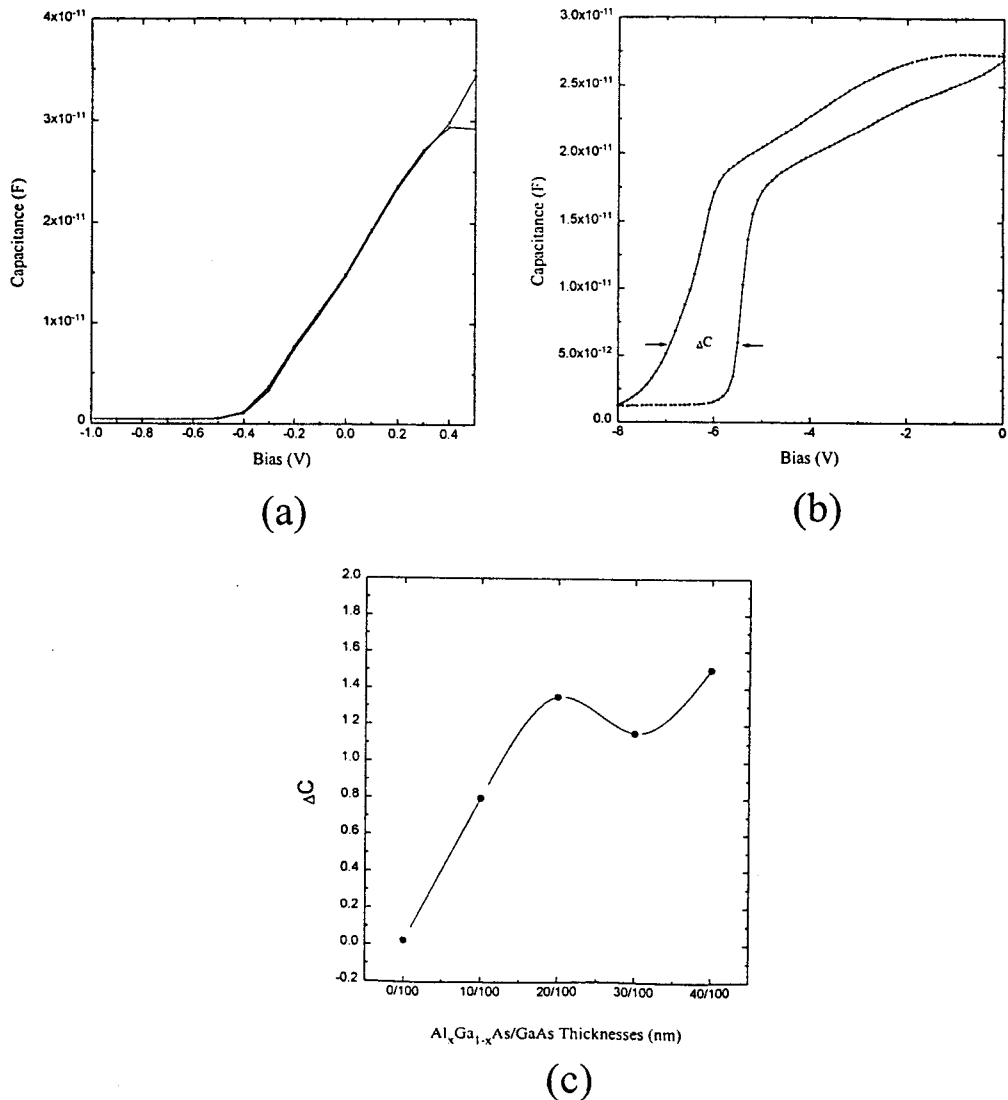 4x10⁻¹¹
3x10⁻¹¹
2x10⁻¹¹
1x10⁻¹¹
0
Capacitance (F)
-1.0 -0.8 -0.6 -0.4 -0.2 0.0 0.2 0.4
Bias (V)
(a)
3.0x10⁻¹¹
2.5x10⁻¹¹
2.0x10⁻¹¹
1.5x10⁻¹¹
1.0x10⁻¹¹
5.0x10⁻¹²
0.0
Capacitance (F)
ΔC
-8 -6 -4 -2 0
Bias (V)
(b)
2.0
1.8
1.6
1.4
1.2
1.0
0.8
0.6
0.4
0.2
0.0
-0.2
ΔC
0/100 10/100 20/100 30/100 40/100
AlₓGa₁₋ₓAs/GaAs Thicknesses (nm)
(c)